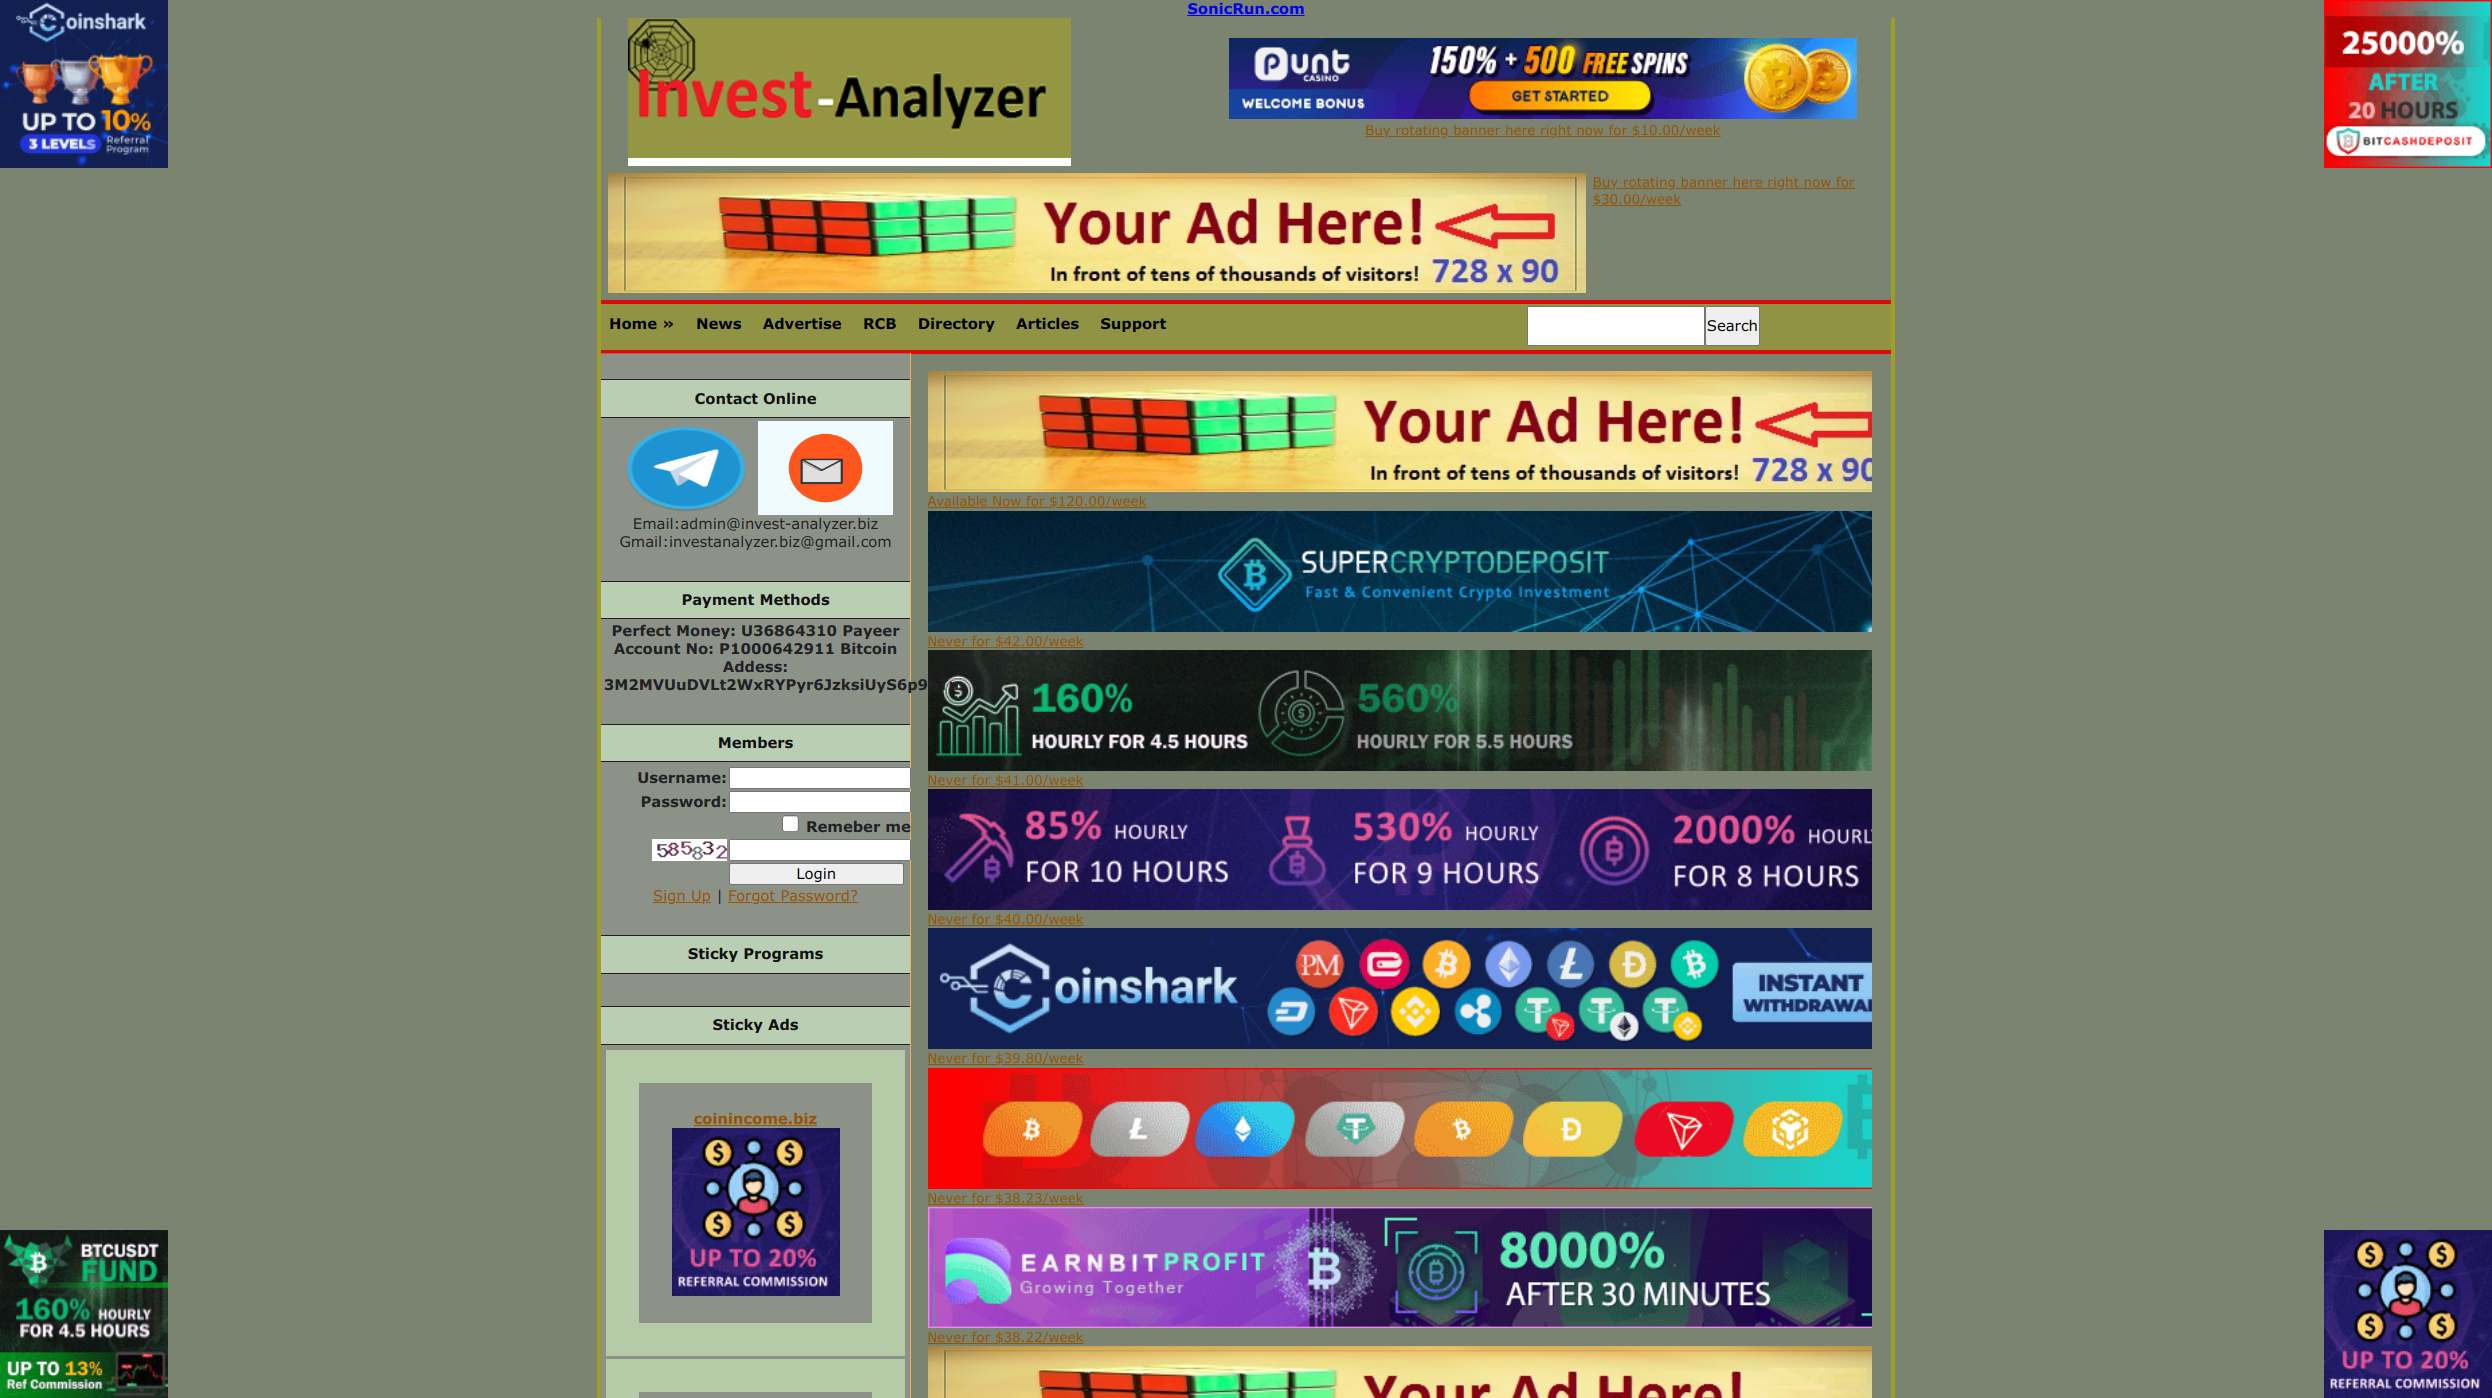 SonicRun.com
Coinshark
UP TO 10%
3 LEVELS Referral Program
Invest-Analyzer
Punt CASINO
WELCOME BONUS
150% + 500 FREE SPINS
GET STARTED
Buy rotating banner here right now for $10.00/week
25000%
AFTER
20 HOURS
BITCASHDEPOSIT
Your Ad Here!
In front of tens of thousands of visitors! 728 x 90
Buy rotating banner here right now for
$30.00/week
Home » News Advertise RCB Directory Articles Support Search
Contact Online
Email:admin@invest-analyzer.biz
Gmail:investanalyzer.biz@gmail.com
Payment Methods
Perfect Money: U36864310 Payeer
Account No: P1000642911 Bitcoin
Addess:
3M2MVUuDVLt2WxRYPyr6JzksiUyS6p9
Members
Username:
Password:
Remeber me
585832
Login
Sign Up | Forgot Password?
Sticky Programs
Sticky Ads
coinincome.biz
UP TO 20%
REFERRAL COMMISSION
Your Ad Here!
In front of tens of thousands of visitors! 728 x 90
Available Now for $120.00/week
SUPERCRYPTODEPOSIT
Fast & Convenient Crypto Investment
Never for $42.00/week
160%
HOURLY FOR 4.5 HOURS
560%
HOURLY FOR 5.5 HOURS
Never for $41.00/week
85% HOURLY
FOR 10 HOURS
530% HOURLY
FOR 9 HOURS
2000% HOURL
FOR 8 HOURS
Never for $40.00/week
Coinshark
PM
INSTANT
WITHDRAWAL
Never for $39.80/week
Never for $38.23/week
EARNBITPROFIT
Growing Together
8000%
AFTER 30 MINUTES
Never for $38.22/week
Your Ad Here!
BTCUSDT
FUND
160% HOURLY
FOR 4.5 HOURS
UP TO 13%
Ref Commission
UP TO 20%
REFERRAL COMMISSION